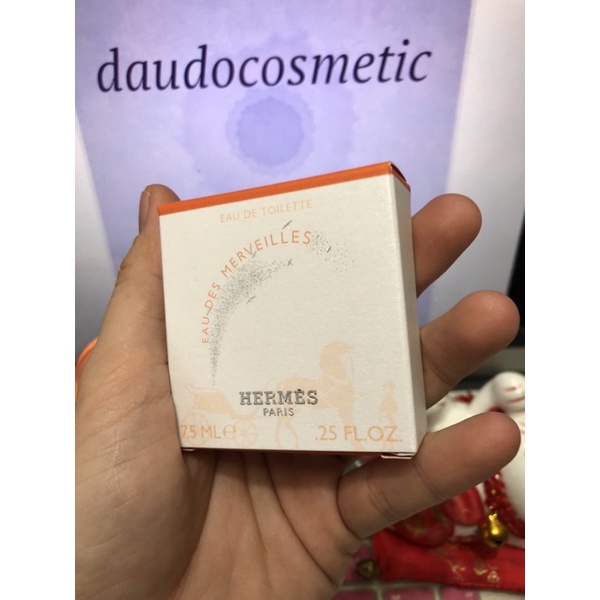 daudocosmetic
EAU DE TOILETTE
EAU DES MERVEILLES
HERMÈS
PARIS
7.5 ML e .25 FL.OZ.